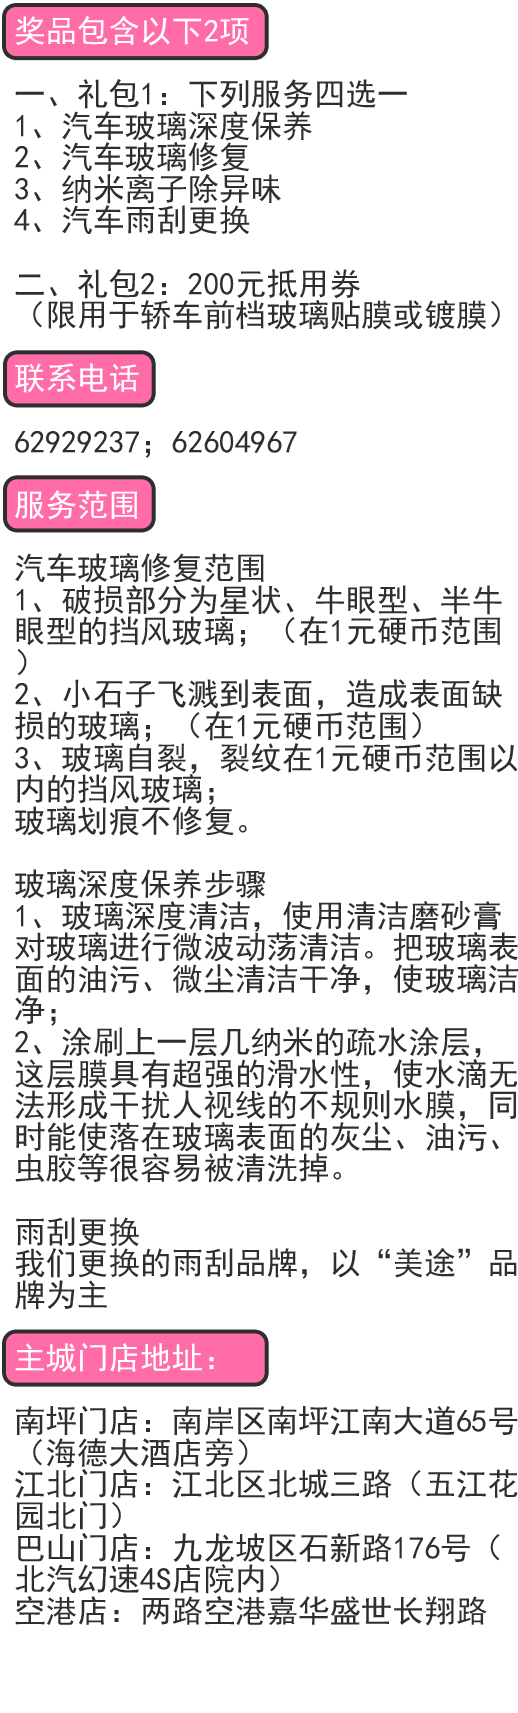 奖品包含以下2项
一、礼包1：下列服务四选一
1、汽车玻璃深度保养
2、汽车玻璃修复
3、纳米离子除异味
4、汽车雨刮更换
二、礼包2：200元抵用券
（限用于轿车前档玻璃贴膜或镀膜）
联系电话
62929237；62604967
服务范围
汽车玻璃修复范围
1、破损部分为星状、牛眼型、半牛
眼型的挡风玻璃；（在1元硬币范围
）
2、小石子飞溅到表面，造成表面缺
损的玻璃；（在1元硬币范围）
3、玻璃自裂，裂纹在1元硬币范围以
内的挡风玻璃；
玻璃划痕不修复。
玻璃深度保养步骤
1、玻璃深度清洁，使用清洁磨砂膏
对玻璃进行微波动荡清洁。把玻璃表
面的油污、微尘清洁干净，使玻璃洁
净；
2、涂刷上一层几纳米的疏水涂层，
这层膜具有超强的滑水性，使水滴无
法形成干扰人视线的不规则水膜，同
时能使落在玻璃表面的灰尘、油污、
虫胶等很容易被清洗掉。
雨刮更换
我们更换的雨刮品牌，以“美途”品
牌为主
主城门店地址：
南坪门店：南岸区南坪江南大道65号
（海德大酒店旁）
江北门店：江北区北城三路（五江花
园北门）
巴山门店：九龙坡区石新路176号（
北汽幻速4S店院内）
空港店：两路空港嘉华盛世长翔路